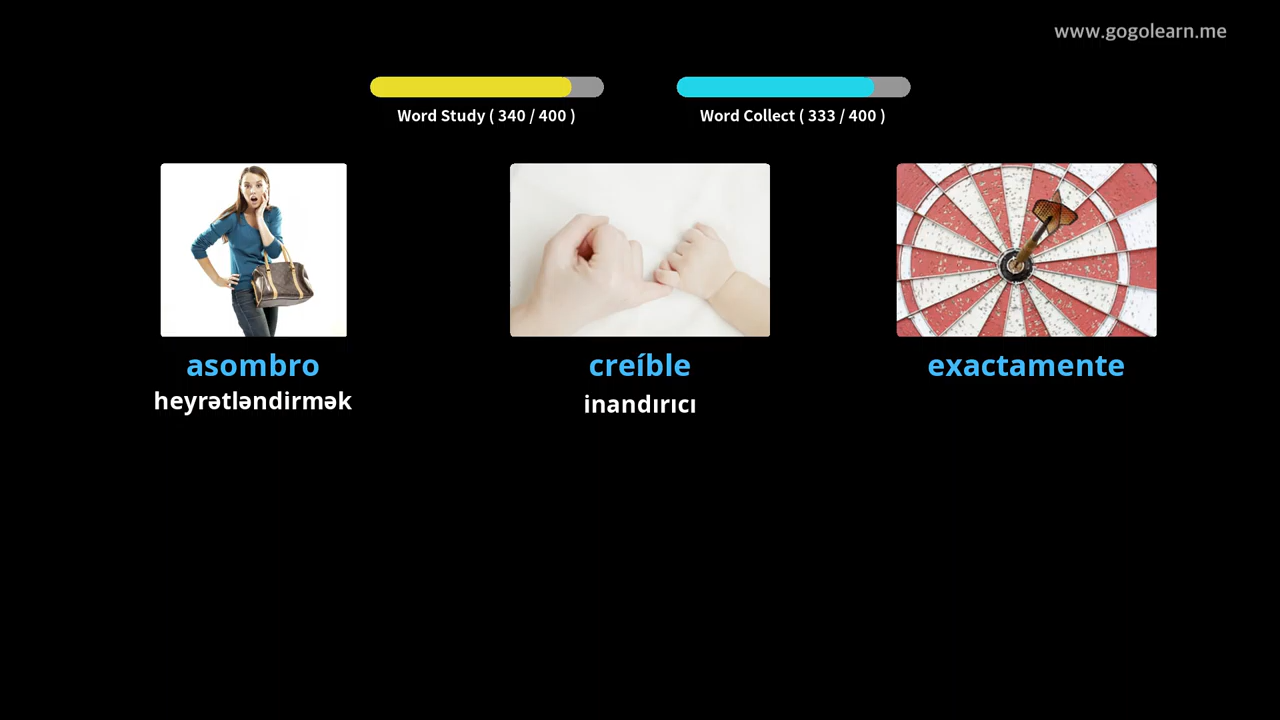 www.gogolearn.me
Word Study ( 340 / 400 )
Word Collect ( 333 / 400 )
asombro
heyrətləndirmək
creíble
inandırıcı
exactamente